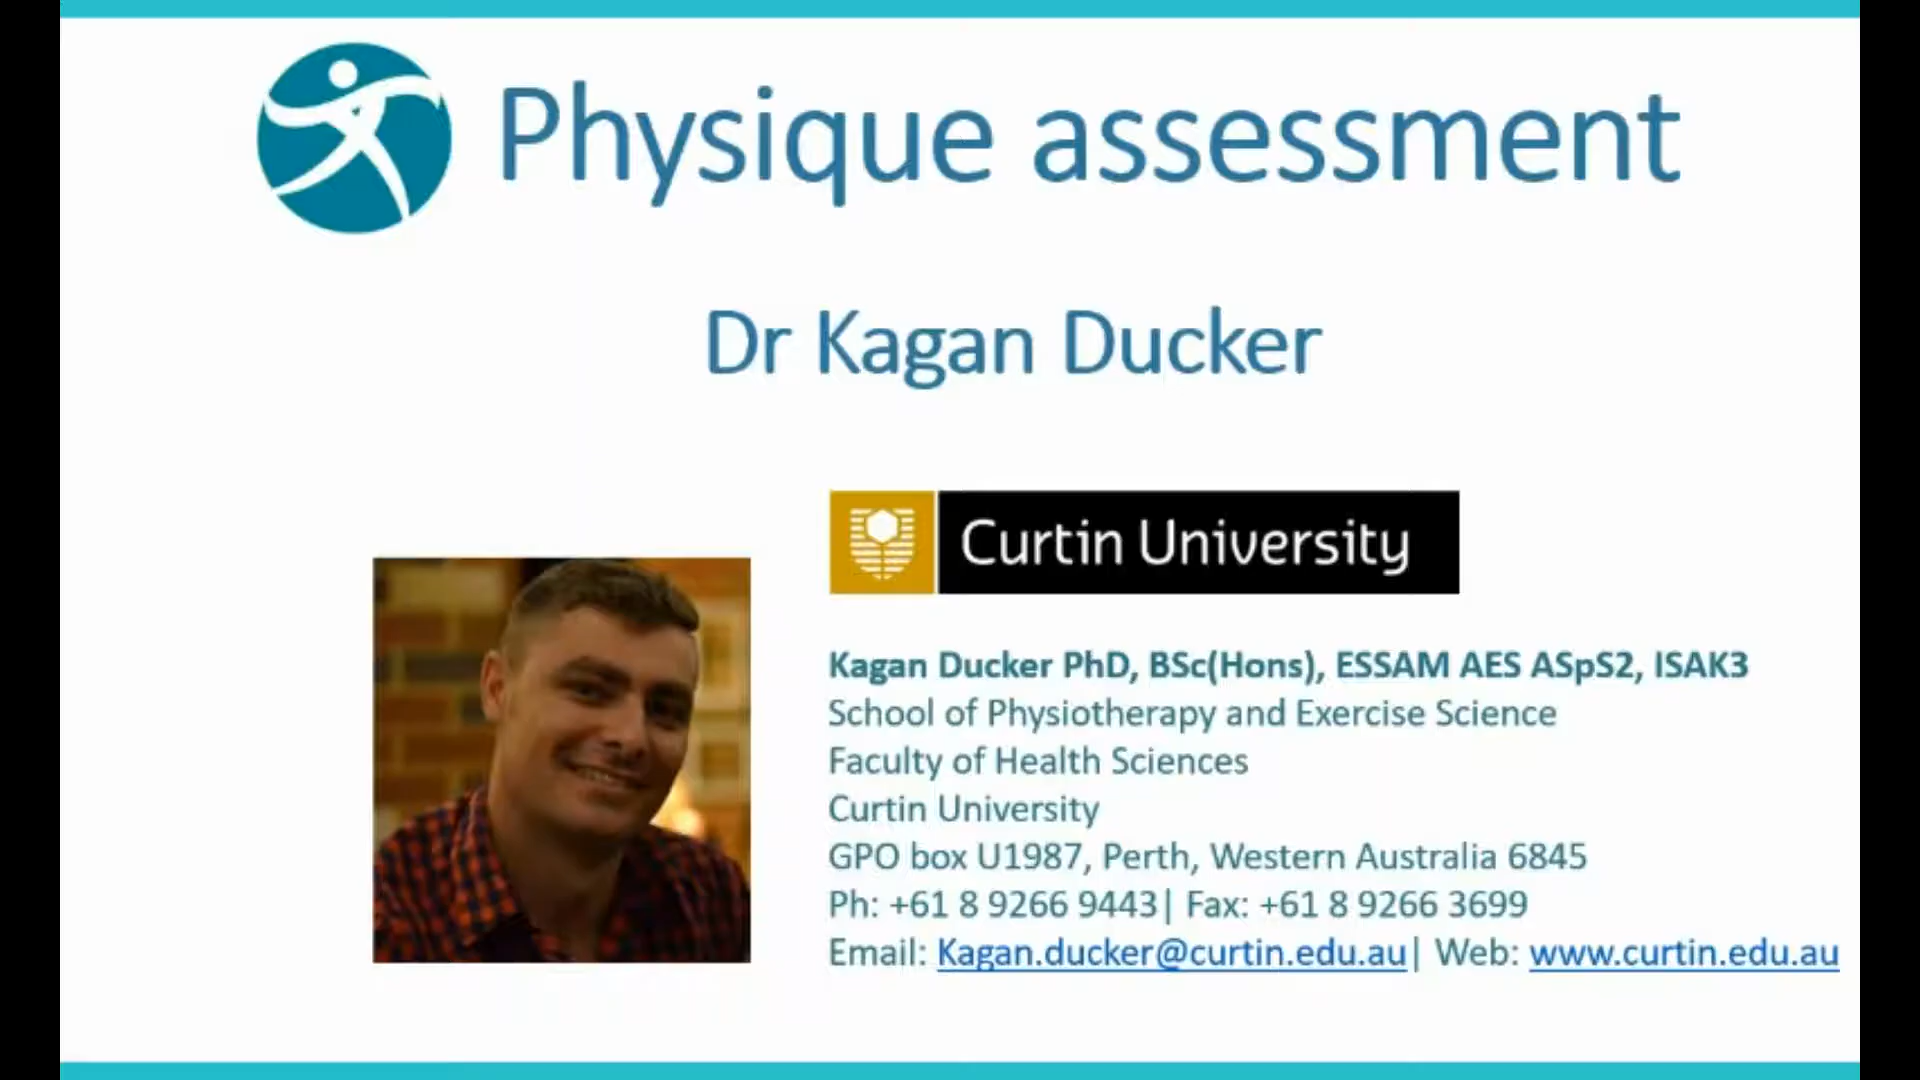 Physique assessment
Dr Kagan Ducker
Curtin University
Kagan Ducker PhD, BSc(Hons), ESSAM AES ASpS2, ISAK3
School of Physiotherapy and Exercise Science
Faculty of Health Sciences
Curtin University
GPO box U1987, Perth, Western Australia 6845
Ph: +61 8 9266 9443| Fax: +61 8 9266 3699
Email: Kagan.ducker@curtin.edu.au| Web: www.curtin.edu.au